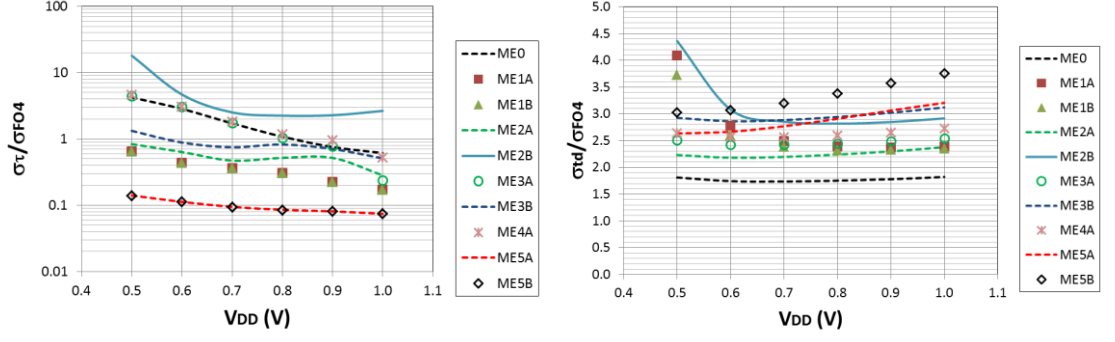 100
10
1
0.1
0.01
0.4 0.5 0.6 0.7 0.8 0.9 1.0 1.1
VDD (V)
στ/σFO4
ME0
ME1A
ME1B
ME2A
ME2B
ME3A
ME3B
ME4A
ME5A
ME5B
5.0
4.5
4.0
3.5
3.0
2.5
2.0
1.5
1.0
0.5
0.0
0.4 0.5 0.6 0.7 0.8 0.9 1.0 1.1
VDD (V)
σtd/σFO4
ME0
ME1A
ME1B
ME2A
ME2B
ME3A
ME3B
ME4A
ME5A
ME5B